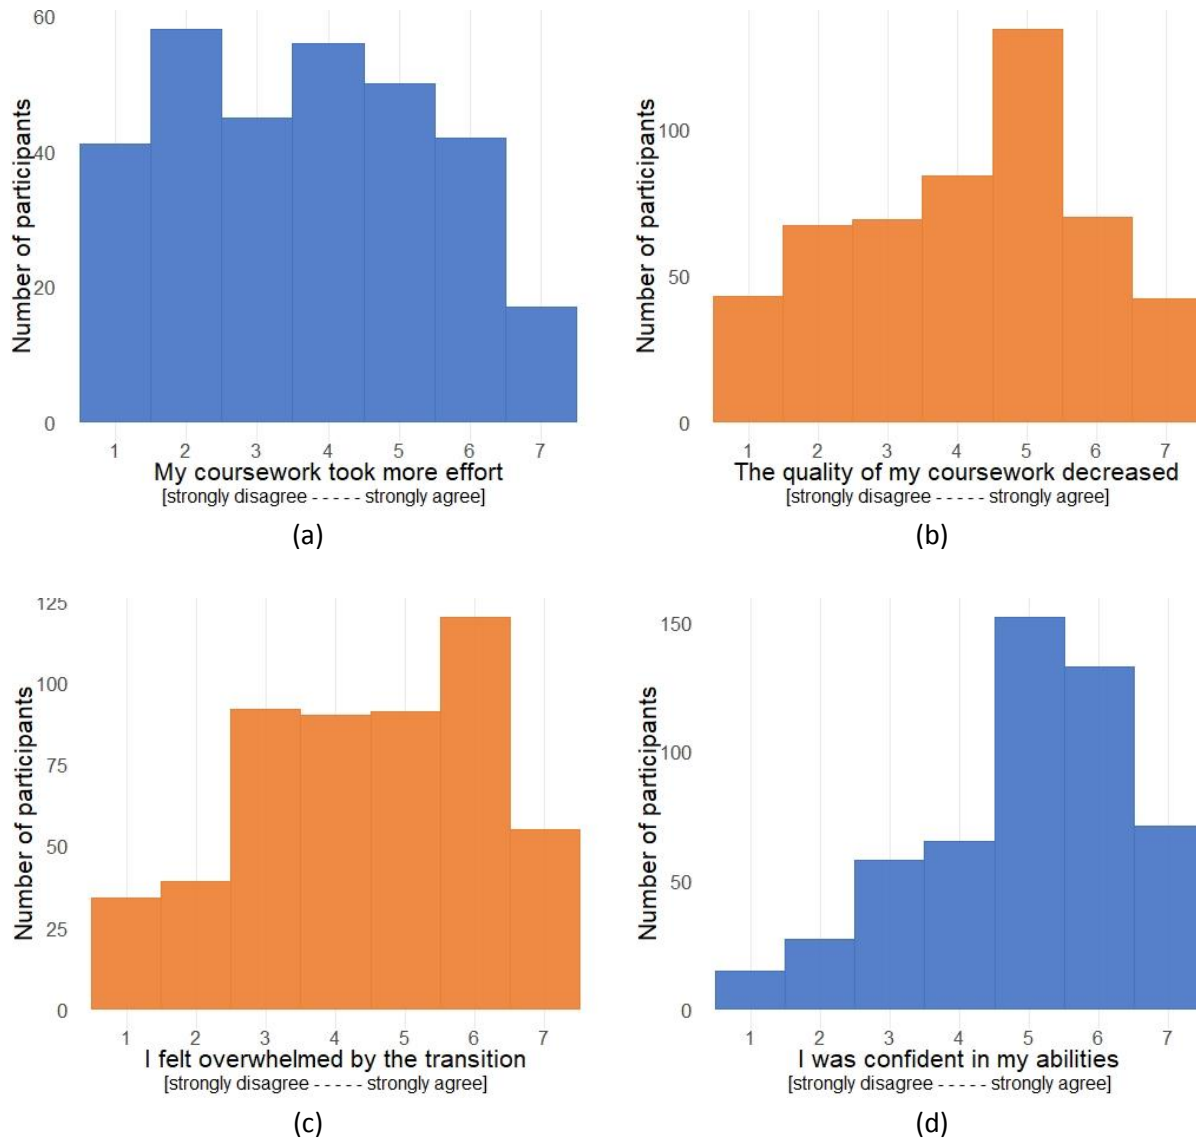 60
40
20
0
Number of participants
1 2 3 4 5 6 7
My coursework took more effort
[strongly disagree - - - - - strongly agree]
(a)
100
50
0
Number of participants
1 2 3 4 5 6 7
The quality of my coursework decreased
[strongly disagree - - - - - strongly agree]
(b)
125
100
75
50
25
0
Number of participants
1 2 3 4 5 6 7
I felt overwhelmed by the transition
[strongly disagree - - - - - strongly agree]
(c)
150
100
50
0
Number of participants
1 2 3 4 5 6 7
I was confident in my abilities
[strongly disagree - - - - - strongly agree]
(d)